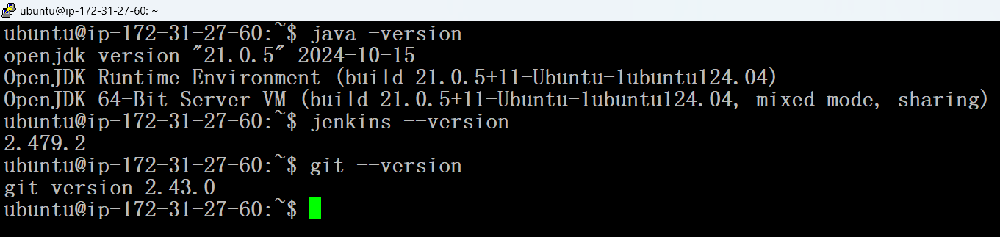 ubuntu@ip-172-31-27-60: ~
ubuntu@ip-172-31-27-60:~$ java -version
openjdk version "21.0.5" 2024-10-15
OpenJDK Runtime Environment (build 21.0.5+11-Ubuntu-1ubuntu124.04)
OpenJDK 64-Bit Server VM (build 21.0.5+11-Ubuntu-1ubuntu124.04, mixed mode, sharing)
ubuntu@ip-172-31-27-60:~$ jenkins --version
2.479.2
ubuntu@ip-172-31-27-60:~$ git --version
git version 2.43.0
ubuntu@ip-172-31-27-60:~$